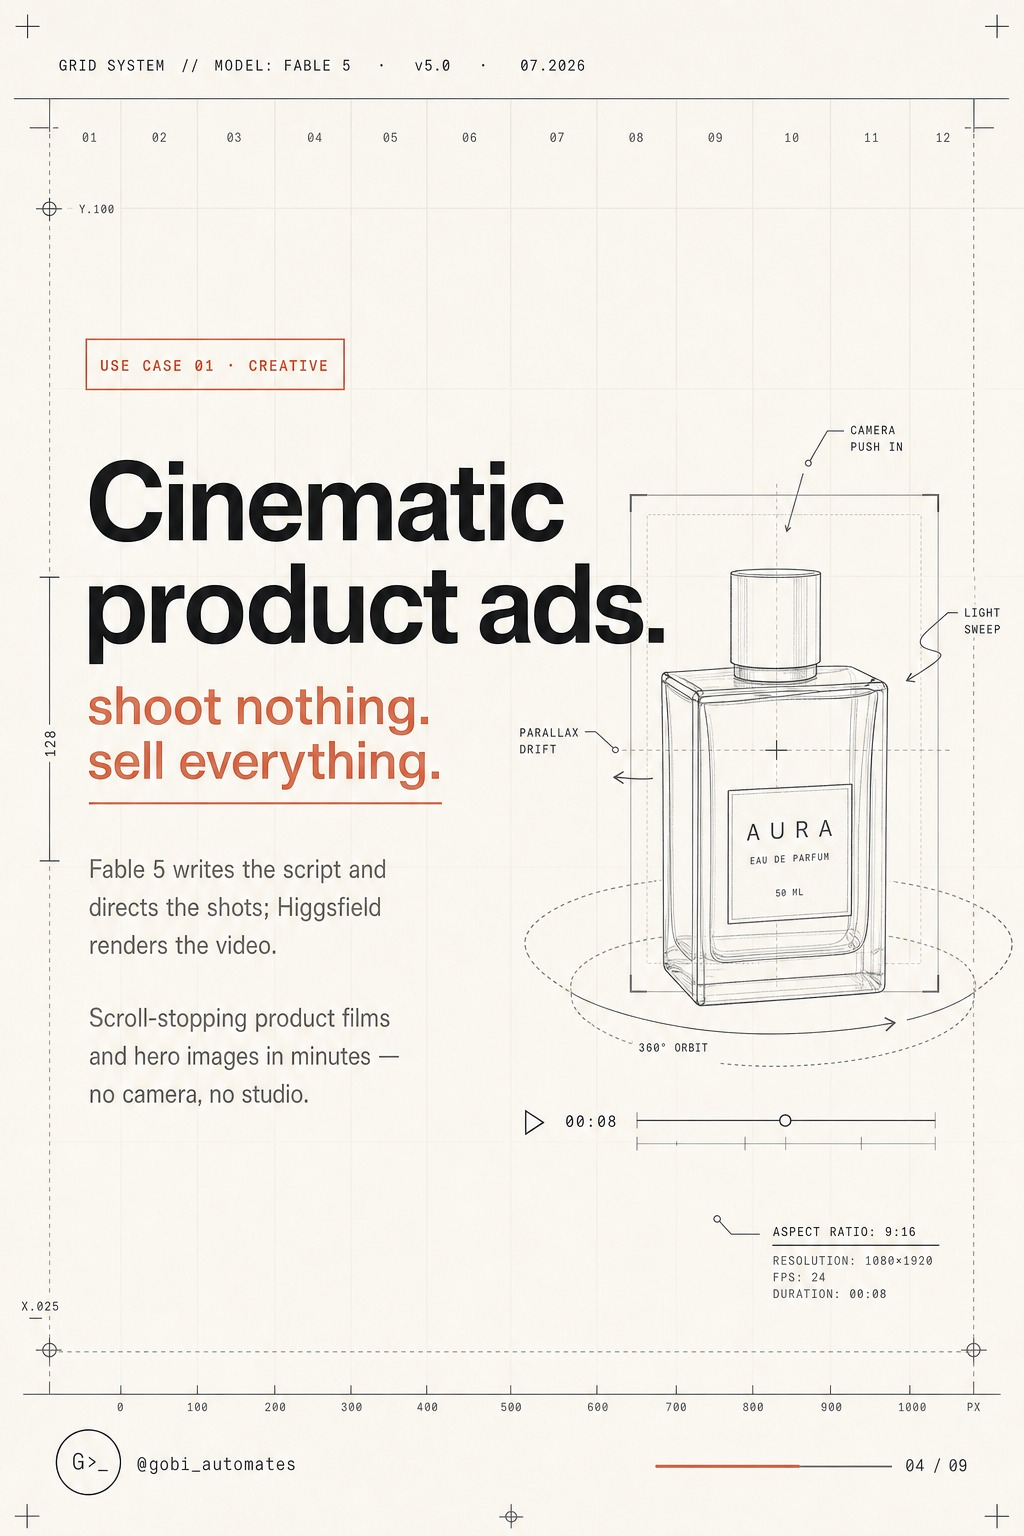 GRID SYSTEM // MODEL: FABLE 5 · v5.0 · 07.2026
01 02 03 04 05 06 07 08 09 10 11 12
Y.100
USE CASE 01 · CREATIVE
Cinematic
product ads.
shoot nothing.
sell everything.
128
Fable 5 writes the script and
directs the shots; Higgsfield
renders the video.
Scroll-stopping product films
and hero images in minutes —
no camera, no studio.
CAMERA
PUSH IN
LIGHT
SWEEP
PARALLAX
DRIFT
AURA
EAU DE PARFUM
50 ML
360° ORBIT
00:08
ASPECT RATIO: 9:16
RESOLUTION: 1080×1920
FPS: 24
DURATION: 00:08
X.025
0 100 200 300 400 500 600 700 800 900 1000 PX
G>_ @gobi_automates
04 / 09